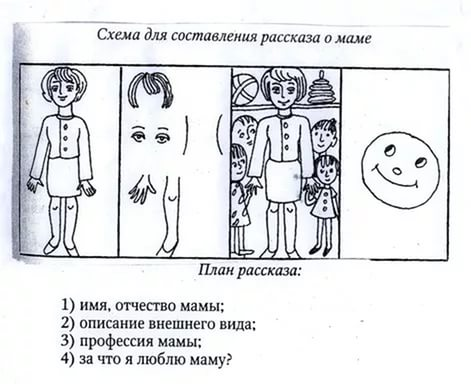 Схема для составления рассказа о маме
План рассказа:
1) имя, отчество мамы;
2) описание внешнего вида;
3) профессия мамы;
4) за что я люблю маму?